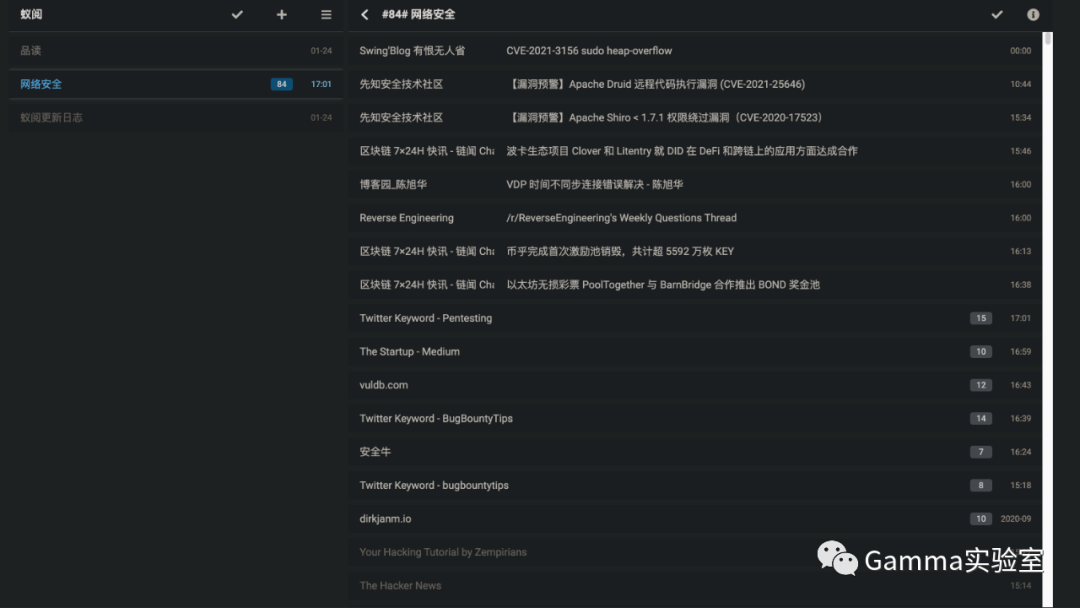 蚁阅
品读 01-24
网络安全 84 17:01
蚁阅更新日志 01-24
#84# 网络安全
Swing'Blog 有恨无人省 CVE-2021-3156 sudo heap-overflow 00:00
先知安全技术社区 【漏洞预警】Apache Druid 远程代码执行漏洞 (CVE-2021-25646) 10:44
先知安全技术社区 【漏洞预警】Apache Shiro < 1.7.1 权限绕过漏洞（CVE-2020-17523） 15:34
区块链 7×24H 快讯 - 链闻 Cha 波卡生态项目 Clover 和 Litentry 就 DID 在 DeFi 和跨链上的应用方面达成合作 15:46
博客园_陈旭华 VDP 时间不同步连接错误解决 - 陈旭华 16:00
Reverse Engineering /r/ReverseEngineering's Weekly Questions Thread 16:00
区块链 7×24H 快讯 - 链闻 Cha 币乎完成首次激励池销毁，共计超 5592 万枚 KEY 16:13
区块链 7×24H 快讯 - 链闻 Cha 以太坊无损彩票 PoolTogether 与 BarnBridge 合作推出 BOND 奖金池 16:38
Twitter Keyword - Pentesting 15 17:01
The Startup - Medium 10 16:59
vuldb.com 12 16:43
Twitter Keyword - BugBountyTips 14 16:39
安全牛 7 16:24
Twitter Keyword - bugbountytips 8 15:18
dirkjanm.io 10 2020-09
Your Hacking Tutorial by Zempirians
The Hacker News 15:14
Gamma实验室